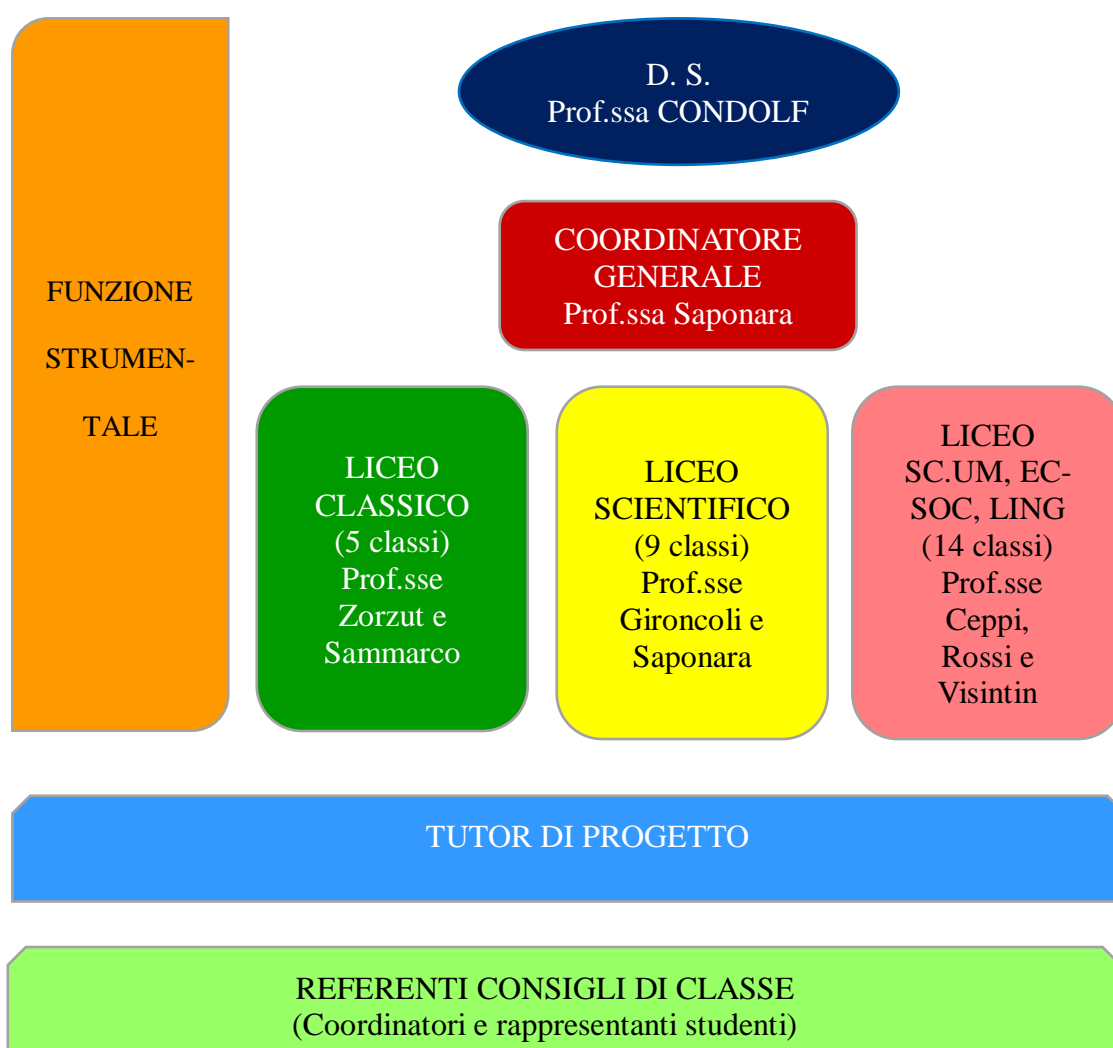 D. S.
Prof.ssa CONDOLF
COORDINATORE
GENERALE
Prof.ssa Saponara
FUNZIONE
STRUMEN-
TALE
LICEO
CLASSICO
(5 classi)
Prof.sse
Zorzut e
Sammarco
LICEO
SCIENTIFICO
(9 classi)
Prof.sse
Gironcoli e
Saponara
LICEO
SC.UM, EC-
SOC, LING
(14 classi)
Prof.sse
Ceppi,
Rossi e
Visintin
TUTOR DI PROGETTO
REFERENTI CONSIGLI DI CLASSE
(Coordinatori e rappresentanti studenti)